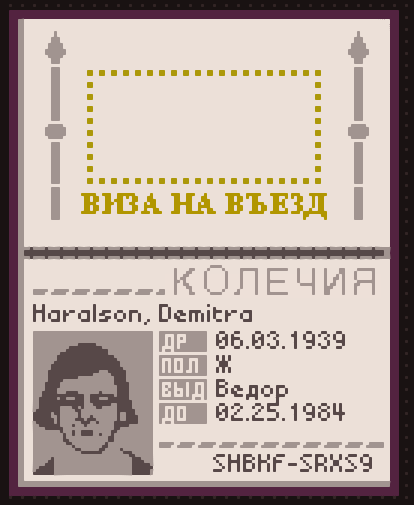 ВИЗА НА ВЪЕЗД
КОЛЕЧИЯ
Haralson, Demitra
ДР 06.03.1939
ПОЛ Ж
ВЫД Ведор
ДО 02.25.1984
SHBKF-SRXS9